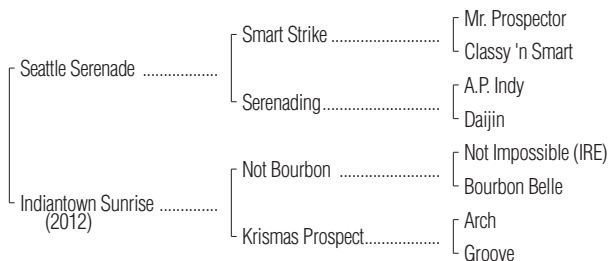 Mr. Prospector
Smart Strike ......................
Classy 'n Smart
Seattle Serenade ..................
A.P. Indy
Serenading ........................
Daijin
Not Impossible (IRE)
Not Bourbon ....................
Bourbon Belle
Indiantown Sunrise ..............
(2012)
Arch
Krismas Prospect ...............
Groove